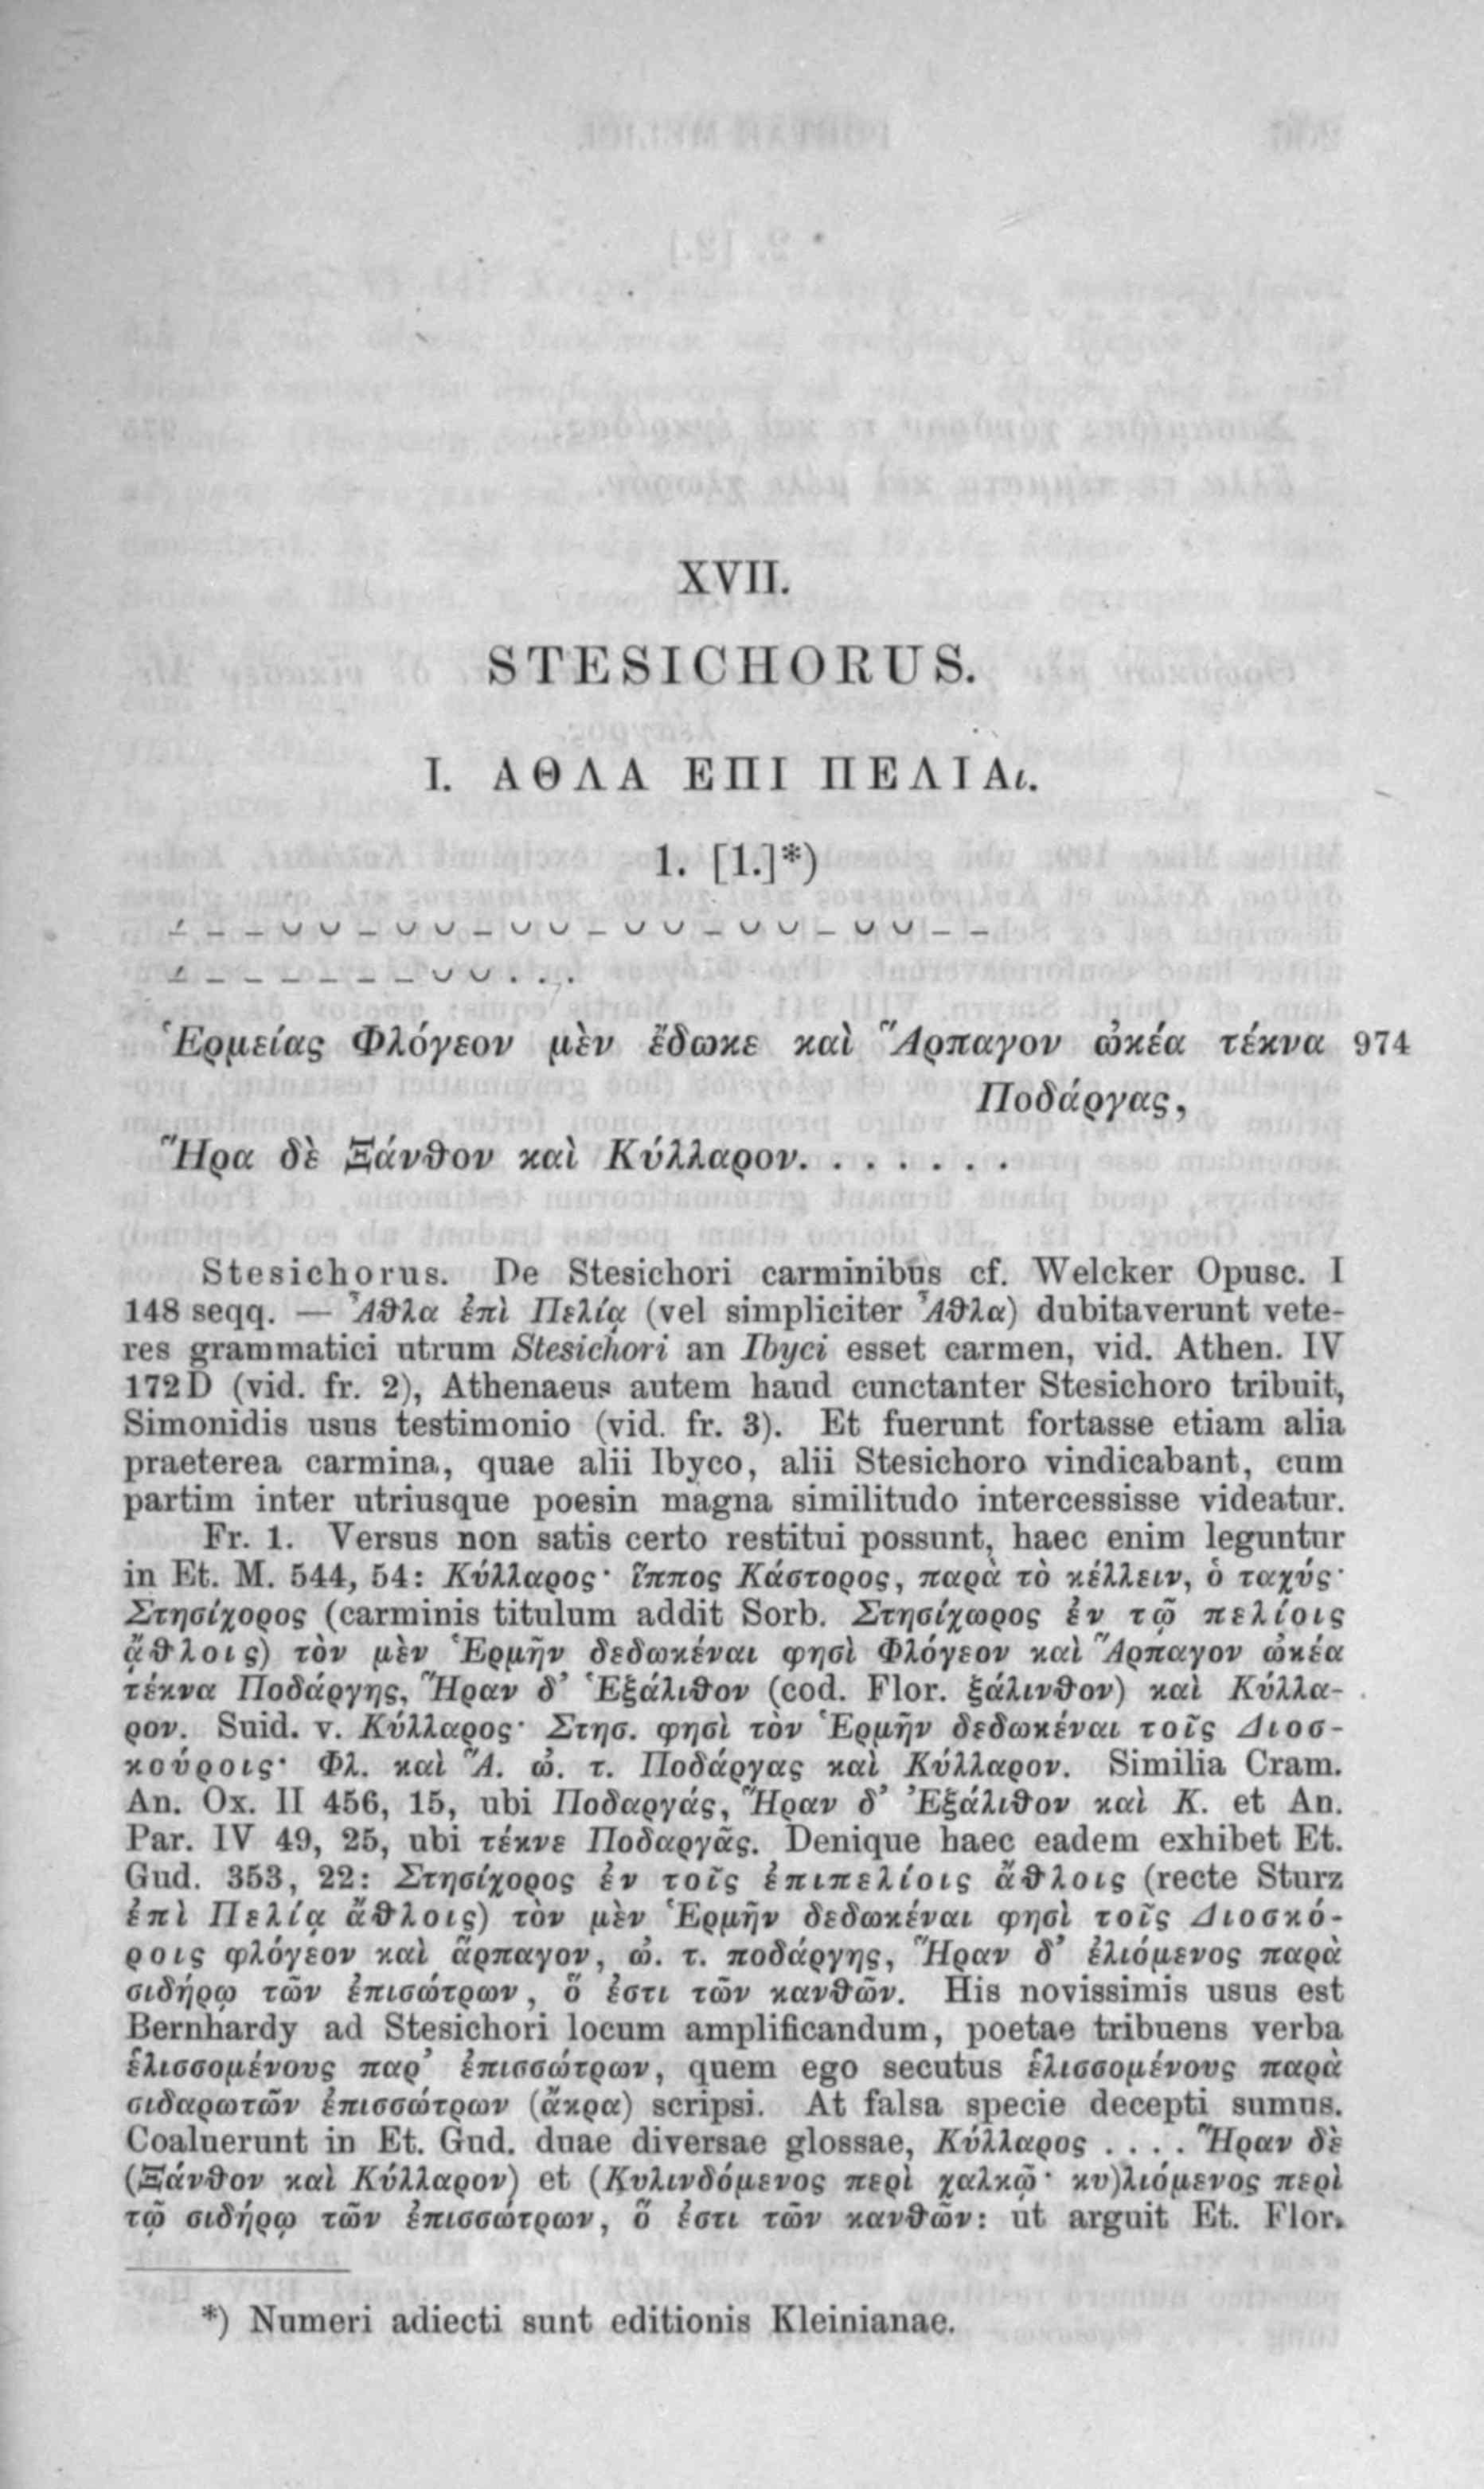 XVII.
STESICHORUS.
I. ΑΘΛΑ ΕΠΙ ΠΕΛΙΑι.
1. [1.]*)
Ἑρμείας Φλόγεον μὲν ἔδωκε καὶ Ἅρπαγον ὠκέα τέκνα 974
Ποδάργας,
Ἥρα δὲ Ξάνθον καὶ Κύλλαρον. . . . . . .
Stesichorus. De Stesichori carminibus cf. Welcker Opusc. I
148 seqq. — Ἆθλα ἐπὶ Πελίᾳ (vel simpliciter Ἆθλα) dubitaverunt vete-
res grammatici utrum Stesichori an Ibyci esset carmen, vid. Athen. IV
172 D (vid. fr. 2), Athenaeus autem haud cunctanter Stesichoro tribuit,
Simonidis usus testimonio (vid. fr. 3). Et fuerunt fortasse etiam alia
praeterea carmina, quae alii Ibyco, alii Stesichoro vindicabant, cum
partim inter utriusque poesin magna similitudo intercessisse videatur.
Fr. 1. Versus non satis certo restitui possunt, haec enim leguntur
in Et. M. 544, 54: Κύλλαρος· ἵππος Κάστορος, παρὰ τὸ κέλλειν, ὁ ταχύς·
Στησίχορος (carminis titulum addit Sorb. Στησίχωρος ἐν τῷ πελίοις
ᾄθλοις) τὸν μὲν Ἑρμῆν δεδωκέναι φησὶ Φλόγεον καὶ Ἅρπαγον ὠκέα
τέκνα Ποδάργης, Ἥραν δ’ Ἑξάλιθον (cod. Flor. ξάλινθον) καὶ Κύλλα-
ρον. Suid. v. Κύλλαρος· Στησ. φησὶ τὸν Ἑρμῆν δεδωκέναι τοῖς Διοσ-
κούροις· Φλ. καὶ Ἅ. ὠ. τ. Ποδάργας καὶ Κύλλαρον. Similia Cram.
An. Ox. II 456, 15, ubi Ποδαργάς, Ἥραν δ’ Ἐξάλιθον καὶ Κ. et An.
Par. IV 49, 25, ubi τέκνε Ποδαργᾶς. Denique haec eadem exhibet Et.
Gud. 353, 22: Στησίχορος ἐν τοῖς ἐπιπελίοις ἄθλοις (recte Sturz
ἐπὶ Πελίᾳ ἄθλοις) τὸν μὲν Ἑρμῆν δεδωκέναι φησὶ τοῖς Διοσκό-
ροις φλόγεον καὶ ἅρπαγον, ὠ. τ. ποδάργης, Ἥραν δ’ ἑλιόμενος παρὰ
σιδήρῳ τῶν ἐπισώτρων, ὅ ἐστι τῶν κανθῶν. His novissimis usus est
Bernhardy ad Stesichori locum amplificandum, poetae tribuens verba
ἑλισσομένους παρ’ ἐπισσώτρων, quem ego secutus ἑλισσομένους παρὰ
σιδαρωτῶν ἐπισσώτρων (ἄκρα) scripsi. At falsa specie decepti sumus.
Coaluerunt in Et. Gud. duae diversae glossae, Κύλλαρος . . . . Ἥραν δὲ
(Ξάνθον καὶ Κύλλαρον) et (Κυλινδόμενος περὶ χαλκῷ· κυ)λιόμενος περὶ
τῷ σιδήρῳ τῶν ἐπισσώτρων, ὅ ἐστι τῶν κανθῶν: ut arguit Et. Flor.
*) Numeri adiecti sunt editionis Kleinianae.